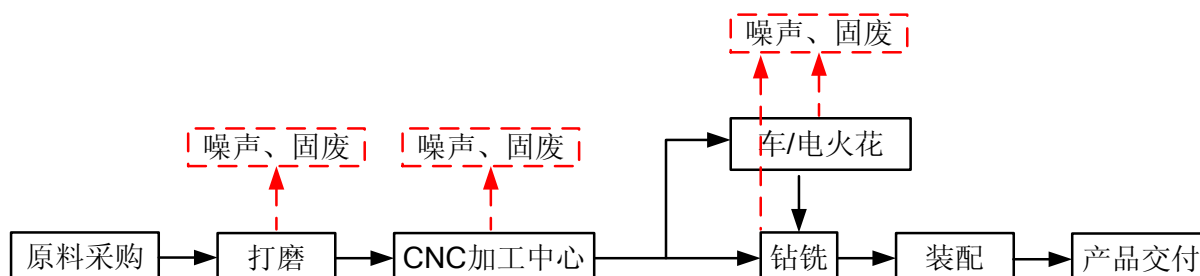 噪声、固废
噪声、固废
噪声、固废
车/电火花
原料采购
打磨
CNC加工中心
钻铣
装配
产品交付